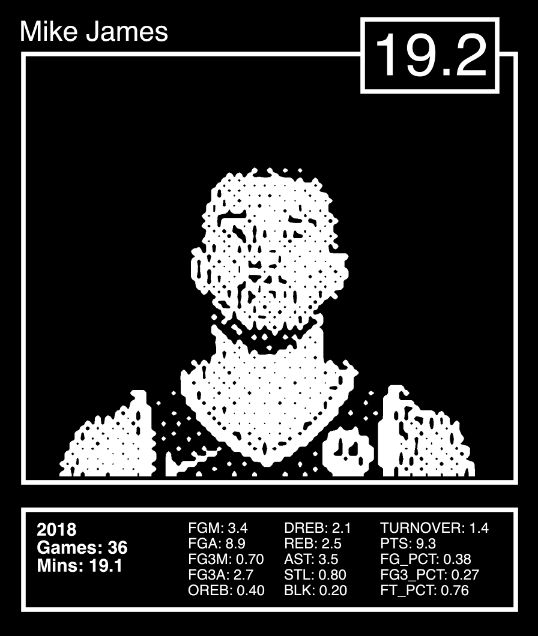 Mike James
19.2
2018
Games: 36
Mins: 19.1
FGM: 3.4
FGA: 8.9
FG3M: 0.70
FG3A: 2.7
OREB: 0.40
DREB: 2.1
REB: 2.5
AST: 3.5
STL: 0.80
BLK: 0.20
TURNOVER: 1.4
PTS: 9.3
FG_PCT: 0.38
FG3_PCT: 0.27
FT_PCT: 0.76